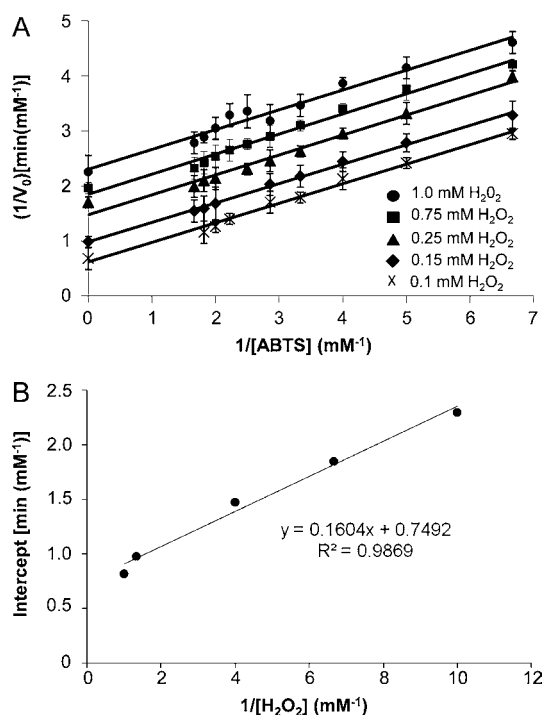 A
(1/V₀)[min(mM⁻¹)]
5
4
3
2
1
0
0 1 2 3 4 5 6 7
1.0 mM H₂0₂
0.75 mM H₂O₂
0.25 mM H₂O₂
0.15 mM H₂O₂
0.1 mM H₂O₂
1/[ABTS] (mM⁻¹)
B
Intercept [min (mM⁻¹)]
2.5
2.0
1.5
1.0
0.5
0
y = 0.1604x + 0.7492
R² = 0.9869
0 2 4 6 8 10 12
1/[H₂O₂] (mM⁻¹)